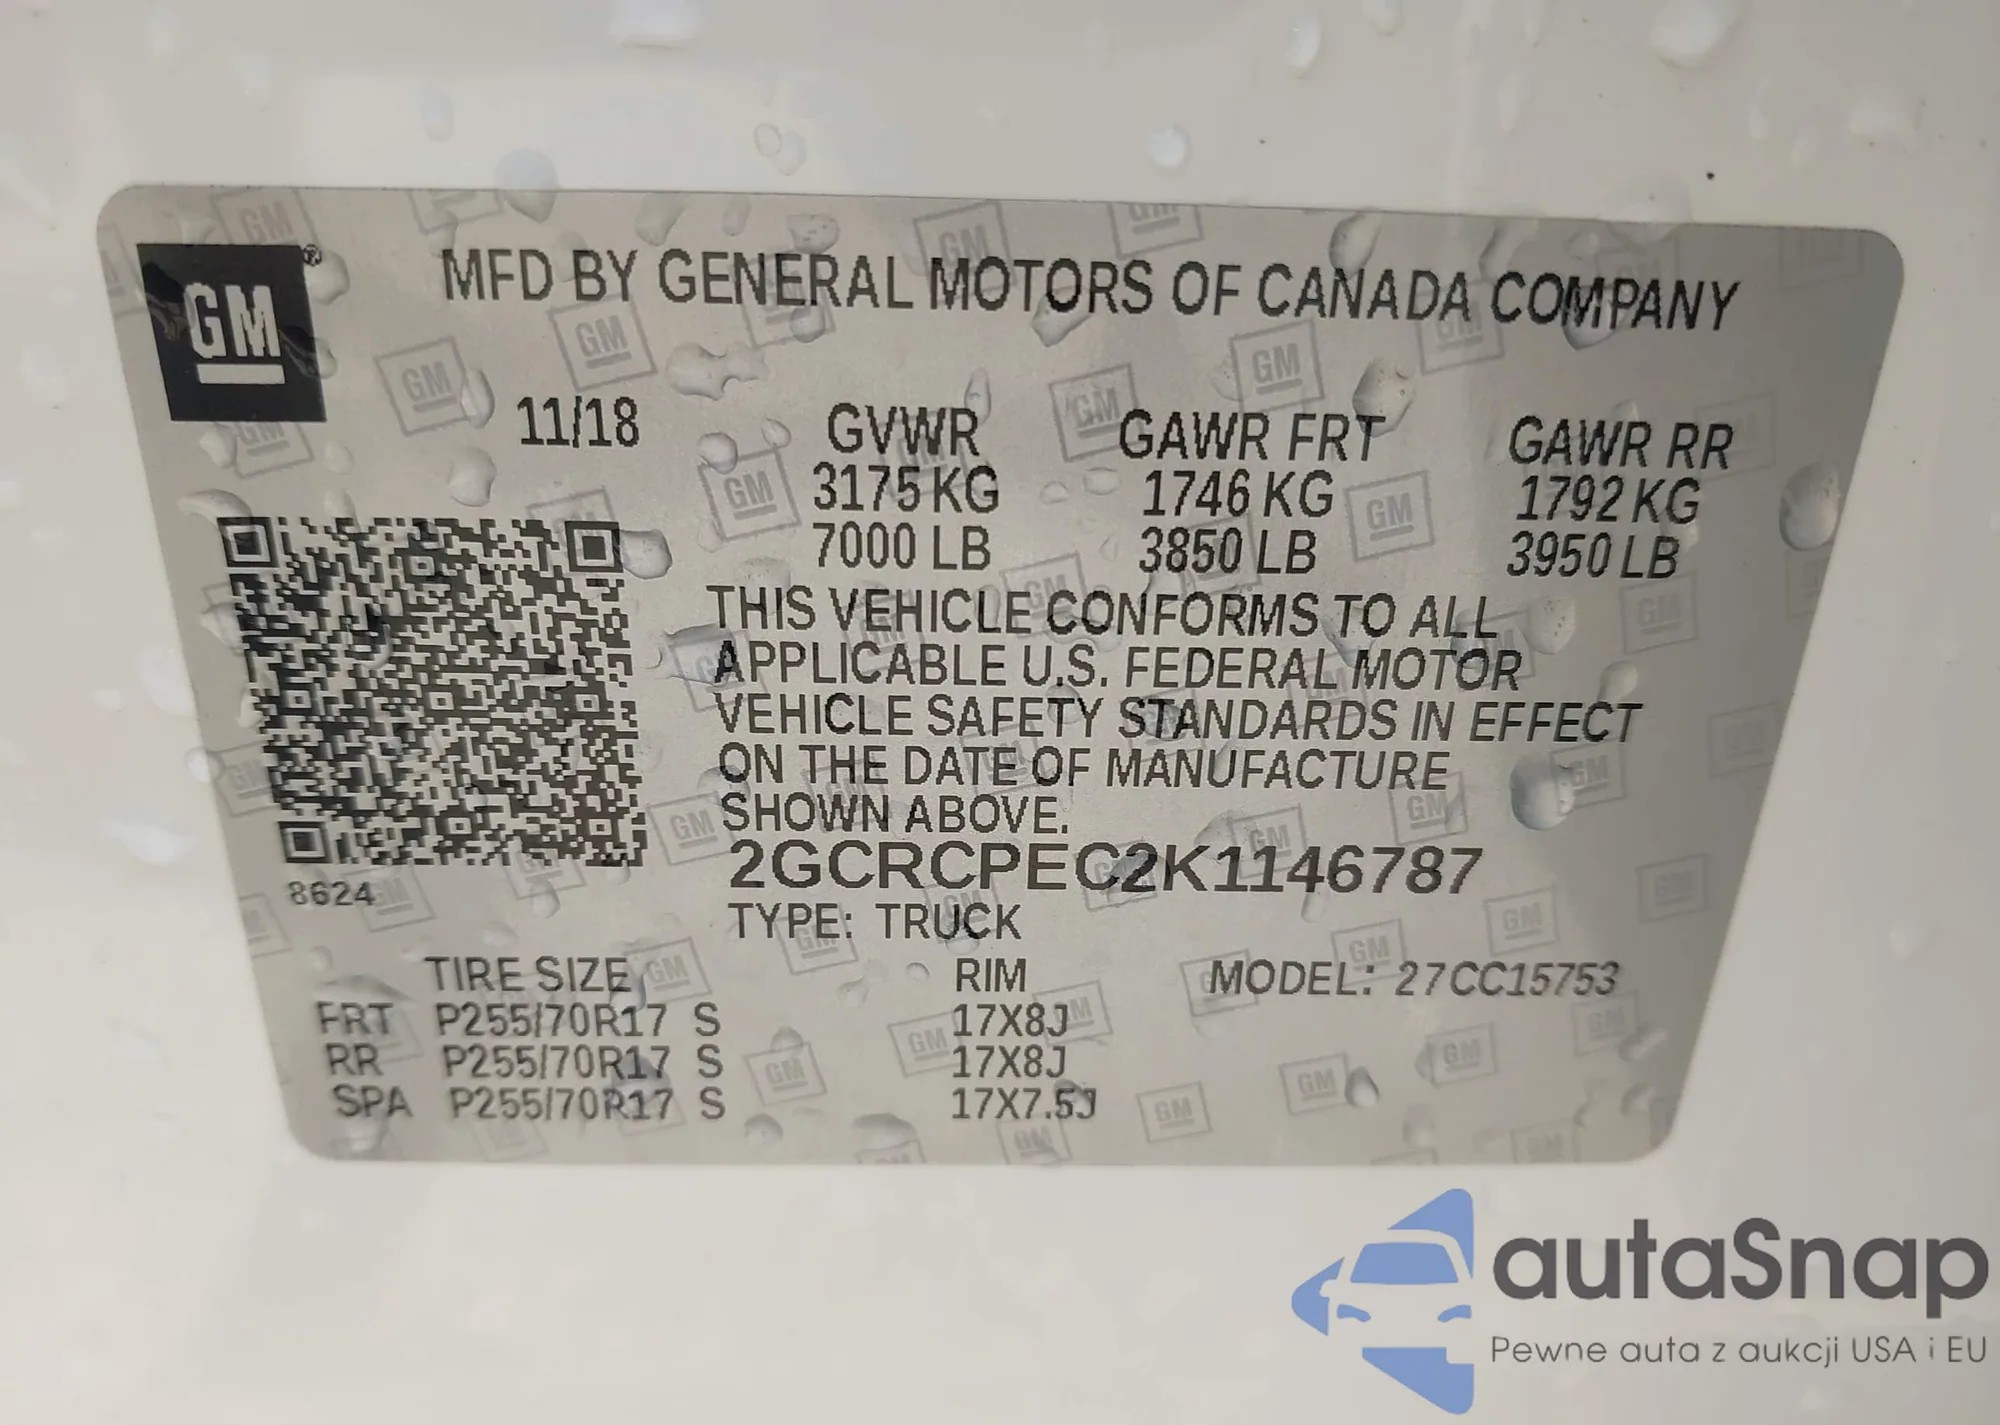 GM ®
MFD BY GENERAL MOTORS OF CANADA COMPANY
11/18 GVWR GAWR FRT GAWR RR
3175 KG 1746 KG 1792 KG
7000 LB 3850 LB 3950 LB
THIS VEHICLE CONFORMS TO ALL
APPLICABLE U.S. FEDERAL MOTOR
VEHICLE SAFETY STANDARDS IN EFFECT
ON THE DATE OF MANUFACTURE
SHOWN ABOVE.
2GCRCPEC2K1146787
8624
TYPE: TRUCK
TIRE SIZE RIM MODEL: 27CC15753
FRT P255/70R17 S 17X8J
RR P255/70R17 S 17X8J
SPA P255/70R17 S 17X7.5J
autaSnap
Pewne auta z aukcji USA i EU